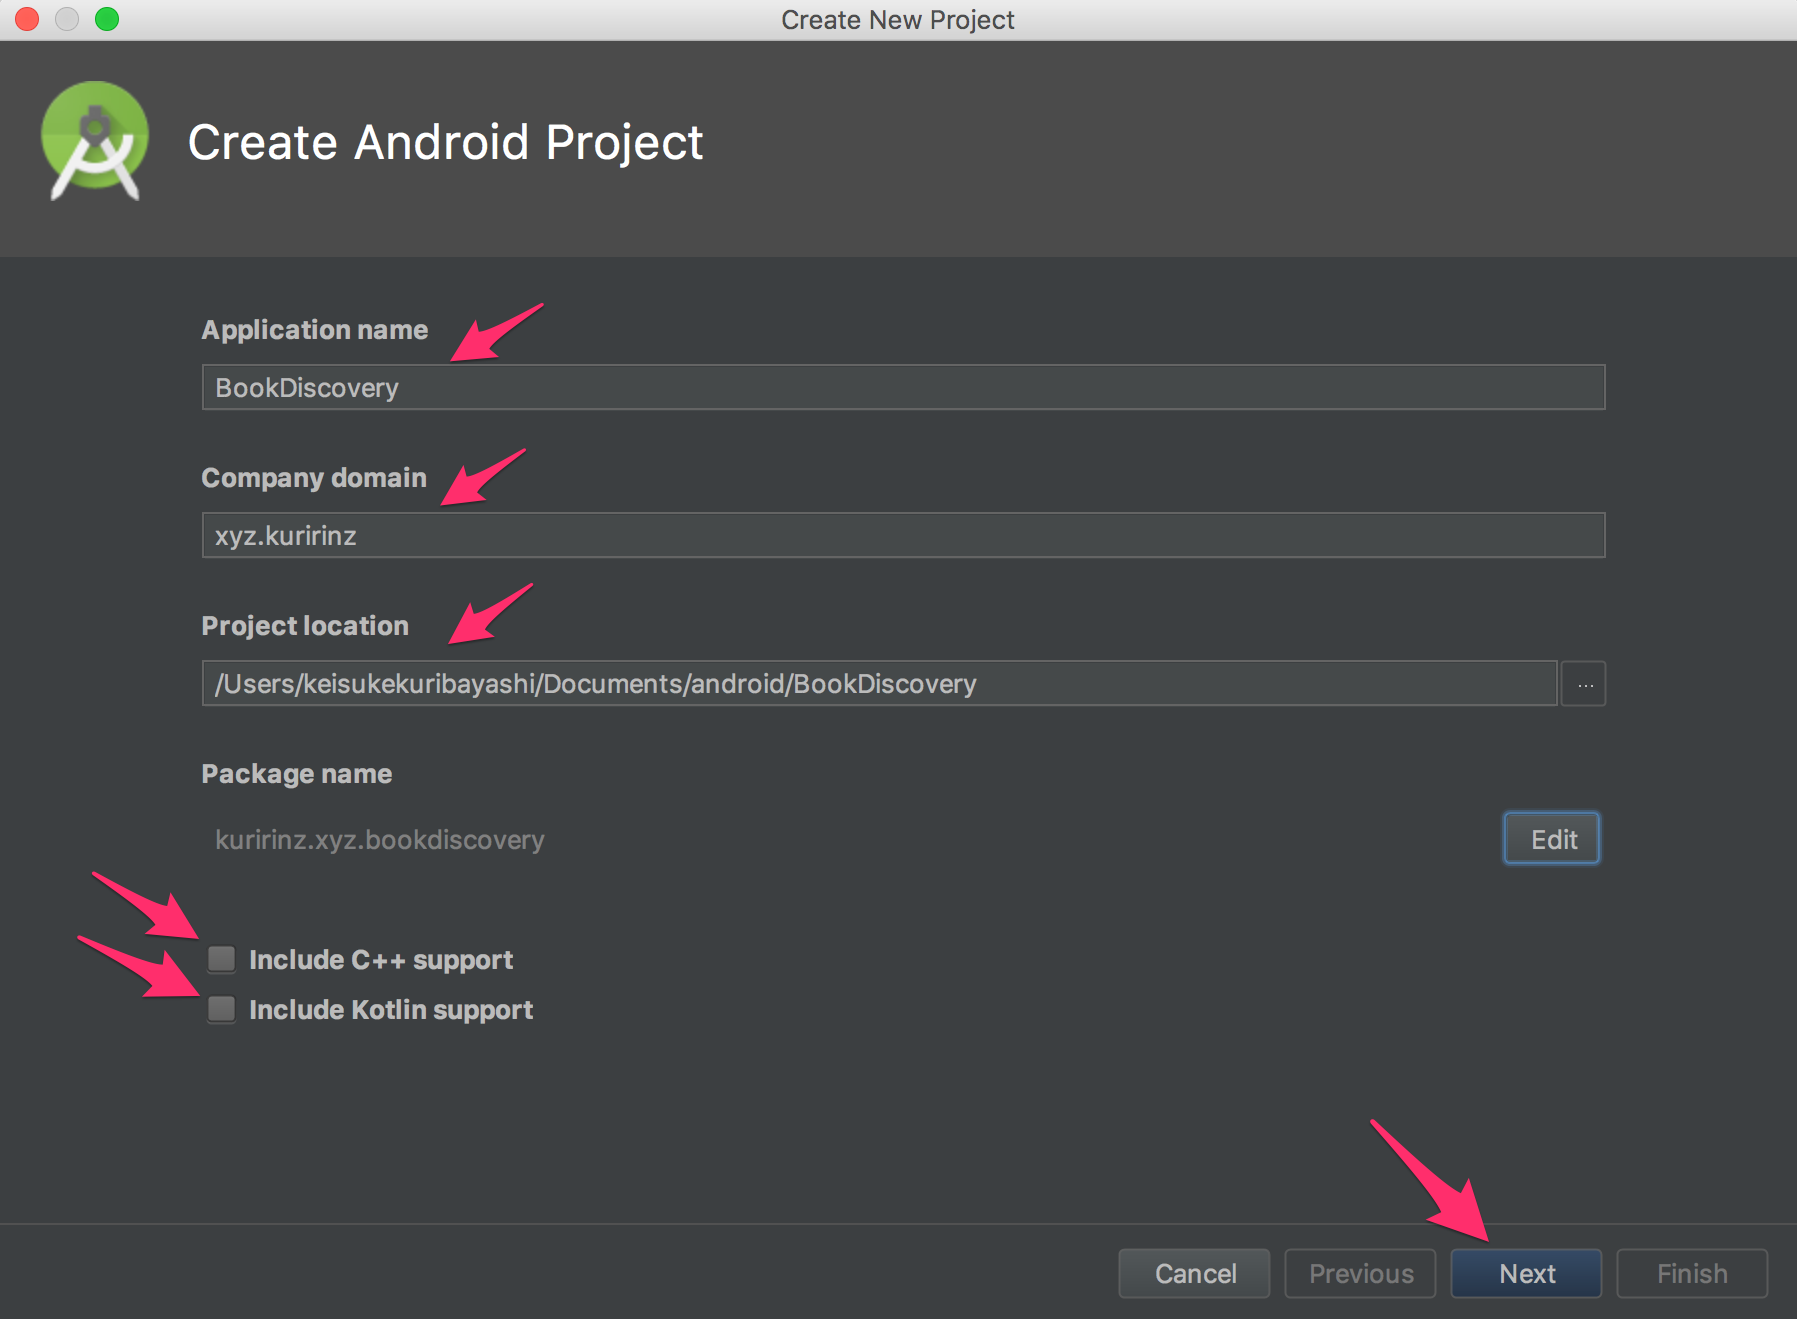 Create New Project
Create Android Project
Application name
BookDiscovery
Company domain
xyz.kuririnz
Project location
/Users/keisukekuribayashi/Documents/android/BookDiscovery
...
Package name
kuririnz.xyz.bookdiscovery
Edit
Include C++ support
Include Kotlin support
Cancel
Previous
Next
Finish